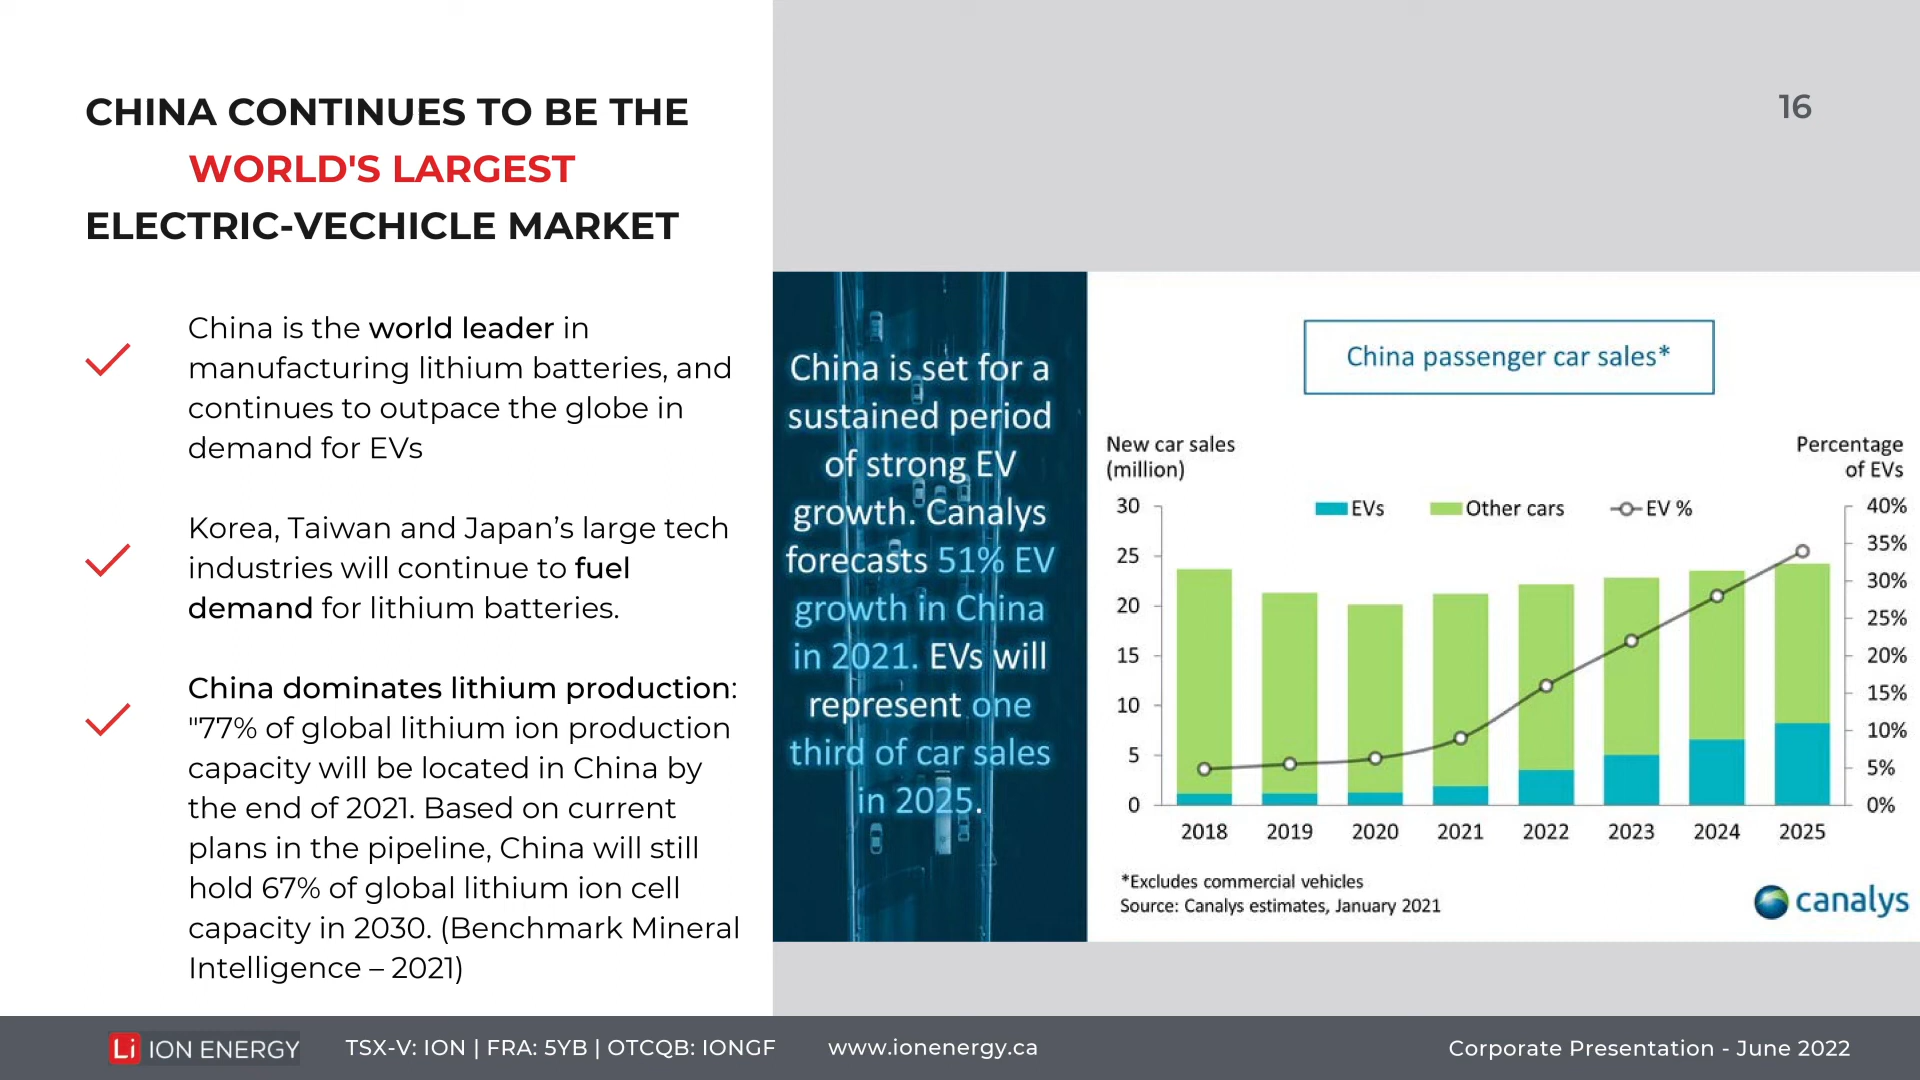 CHINA CONTINUES TO BE THE
WORLD'S LARGEST
ELECTRIC-VECHICLE MARKET
16
China is the world leader in
manufacturing lithium batteries, and
continues to outpace the globe in
demand for EVs
Korea, Taiwan and Japan’s large tech
industries will continue to fuel
demand for lithium batteries.
China dominates lithium production:
"77% of global lithium ion production
capacity will be located in China by
the end of 2021. Based on current
plans in the pipeline, China will still
hold 67% of global lithium ion cell
capacity in 2030. (Benchmark Mineral
Intelligence – 2021)
China is set for a
sustained period
of strong EV
growth. Canalys
forecasts 51% EV
growth in China
in 2021. EVs will
represent one
third of car sales
in 2025.
China passenger car sales*
New car sales
(million)
Percentage
of EVs
EVs
Other cars
EV %
30
25
20
15
10
5
0
40%
35%
30%
25%
20%
15%
10%
5%
0%
2018 2019 2020 2021 2022 2023 2024 2025
*Excludes commercial vehicles
Source: Canalys estimates, January 2021
canalys
Li ION ENERGY
TSX-V: ION | FRA: 5YB | OTCQB: IONGF
www.ionenergy.ca
Corporate Presentation - June 2022